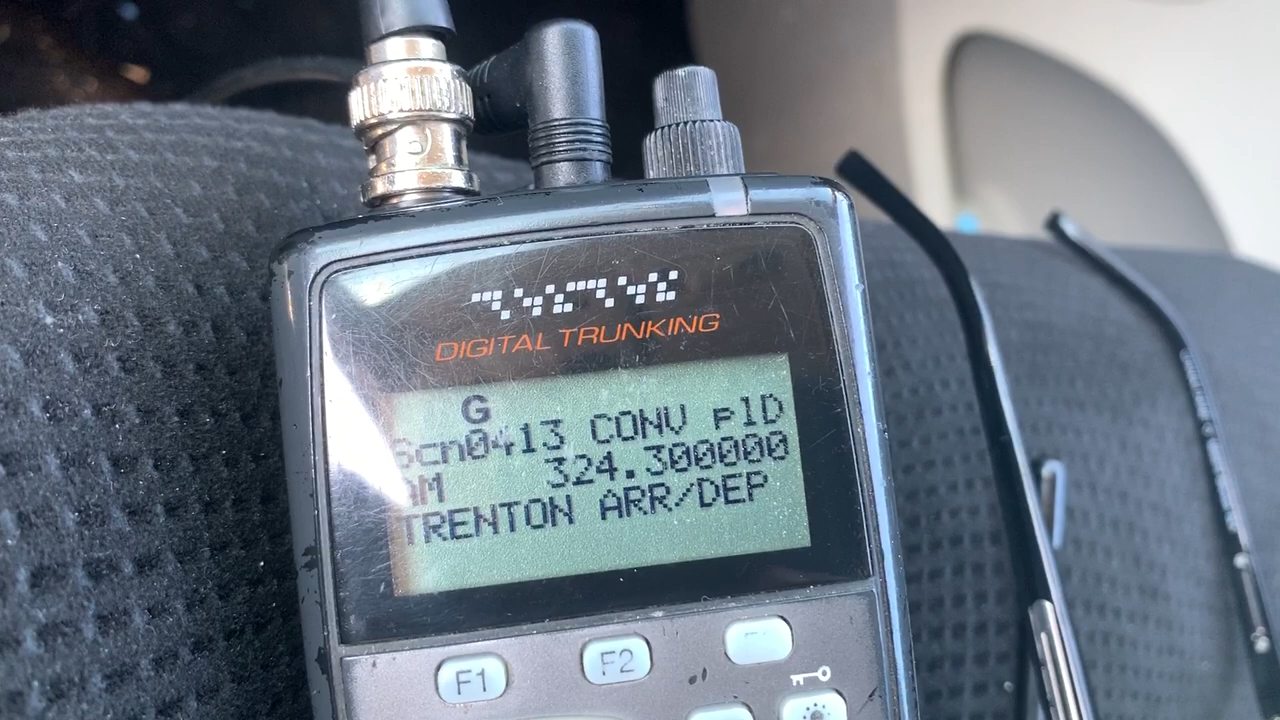 DIGITAL TRUNKING
G
Scn0413 CONV p1D
AM 324.300000
TRENTON ARR/DEP
F1
F2